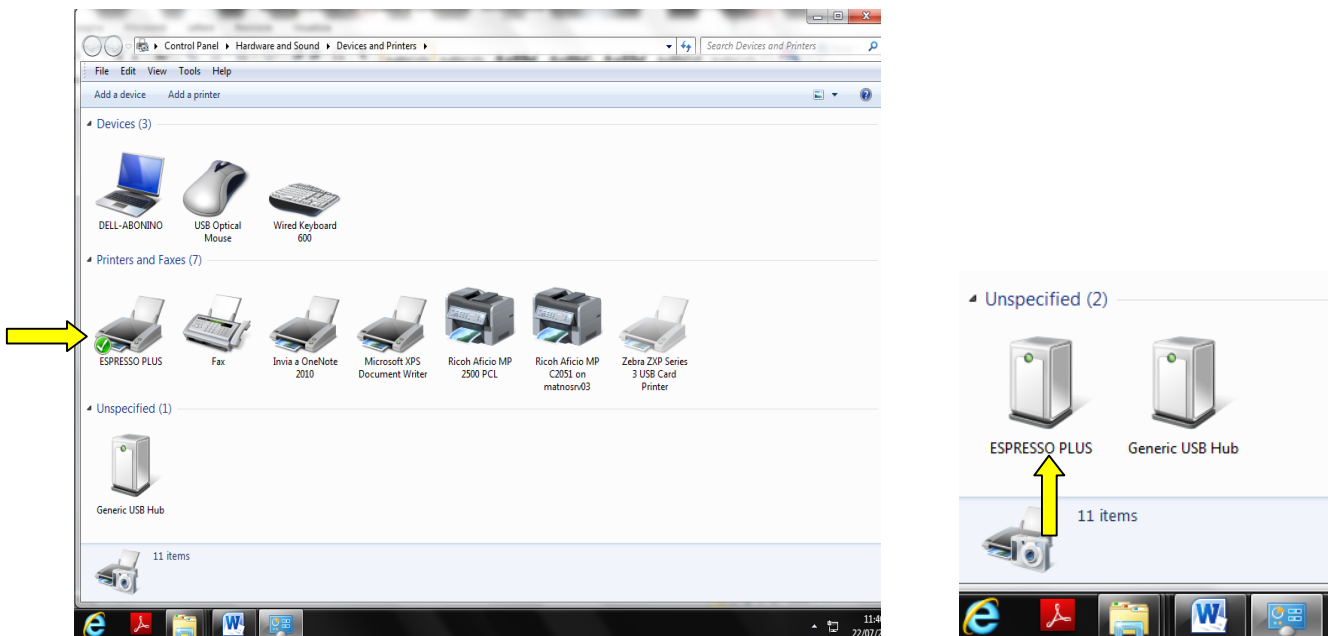 Control Panel ▸ Hardware and Sound ▸ Devices and Printers ▸
Search Devices and Printers
File Edit View Tools Help
Add a device Add a printer
Devices (3)
DELL-ABONINO
USB Optical
Mouse
Wired Keyboard
600
Printers and Faxes (7)
ESPRESSO PLUS
Fax
Invia a OneNote
2010
Microsoft XPS
Document Writer
Ricoh Aficio MP
2500 PCL
Ricoh Aficio MP
C2051 on
matnosrv03
Zebra ZXP Series
3 USB Card
Printer
Unspecified (1)
Generic USB Hub
11 items
Unspecified (2)
ESPRESSO PLUS
Generic USB Hub
11 items